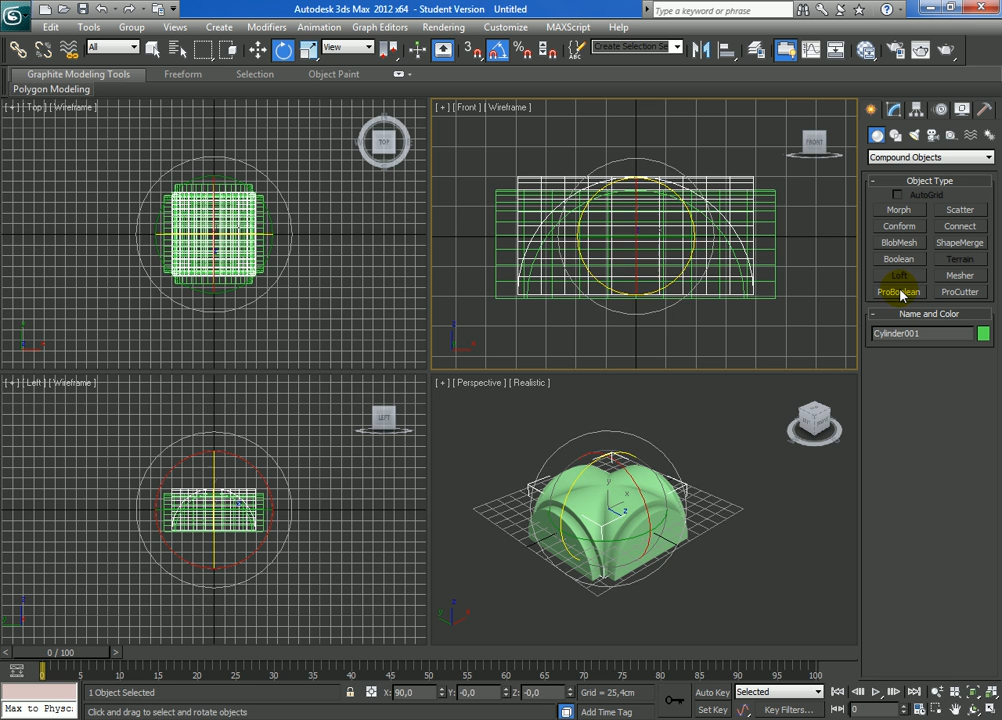 Autodesk 3ds Max 2012 x64 - Student Version Untitled
Type a keyword or phrase
Edit Tools Group Views Create Modifiers Animation Graph Editors Rendering Customize MAXScript Help
All View Create Selection Se
Graphite Modeling Tools Freeform Selection Object Paint
Polygon Modeling
[ + ] [ Top ] [ Wireframe ]
TOP
[ + ] [ Front ] [ Wireframe ]
FRONT
Compound Objects
- Object Type
AutoGrid
Morph Scatter
Conform Connect
BlobMesh ShapeMerge
Boolean Terrain
Loft Mesher
ProBoolean ProCutter
- Name and Color
Cylinder001
[ + ] [ Left ] [ Wireframe ]
LEFT
[ + ] [ Perspective ] [ Realistic ]
< 0 / 100 >
0 5 10 15 20 25 30 35 40 45 50 55 60 65 70 75 80 85 90 95 100
1 Object Selected X: 90,0 Y: -0,0 Z: -0,0 Grid = 25,4cm Auto Key Selected
Max to Physc: Click and drag to select and rotate objects Add Time Tag Set Key Key Filters... 0